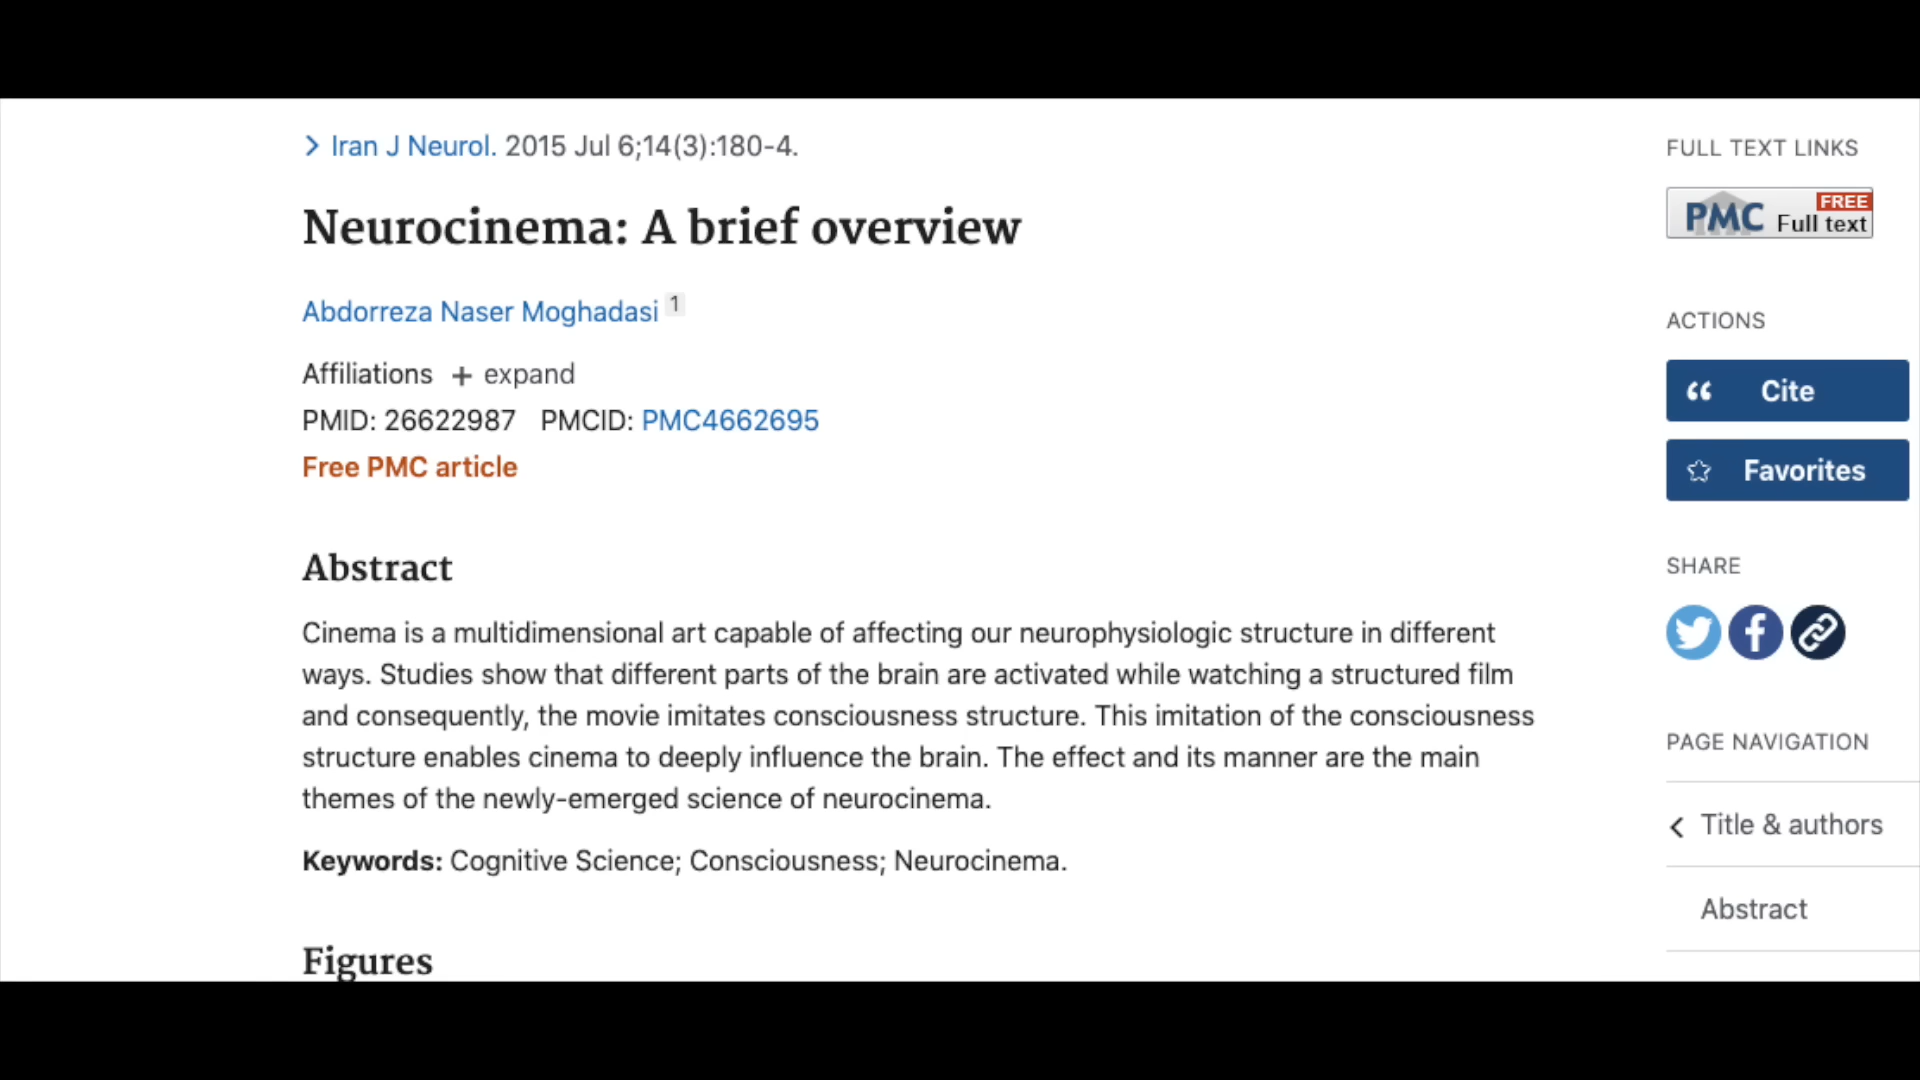 Iran J Neurol. 2015 Jul 6;14(3):180-4.
Neurocinema: A brief overview
Abdorreza Naser Moghadasi 1
Affiliations + expand
PMID: 26622987 PMCID: PMC4662695
Free PMC article
Abstract
Cinema is a multidimensional art capable of affecting our neurophysiologic structure in different
ways. Studies show that different parts of the brain are activated while watching a structured film
and consequently, the movie imitates consciousness structure. This imitation of the consciousness
structure enables cinema to deeply influence the brain. The effect and its manner are the main
themes of the newly-emerged science of neurocinema.
Keywords: Cognitive Science; Consciousness; Neurocinema.
Figures
FULL TEXT LINKS
PMC FREE
Full text
ACTIONS
Cite
Favorites
SHARE
PAGE NAVIGATION
Title & authors
Abstract